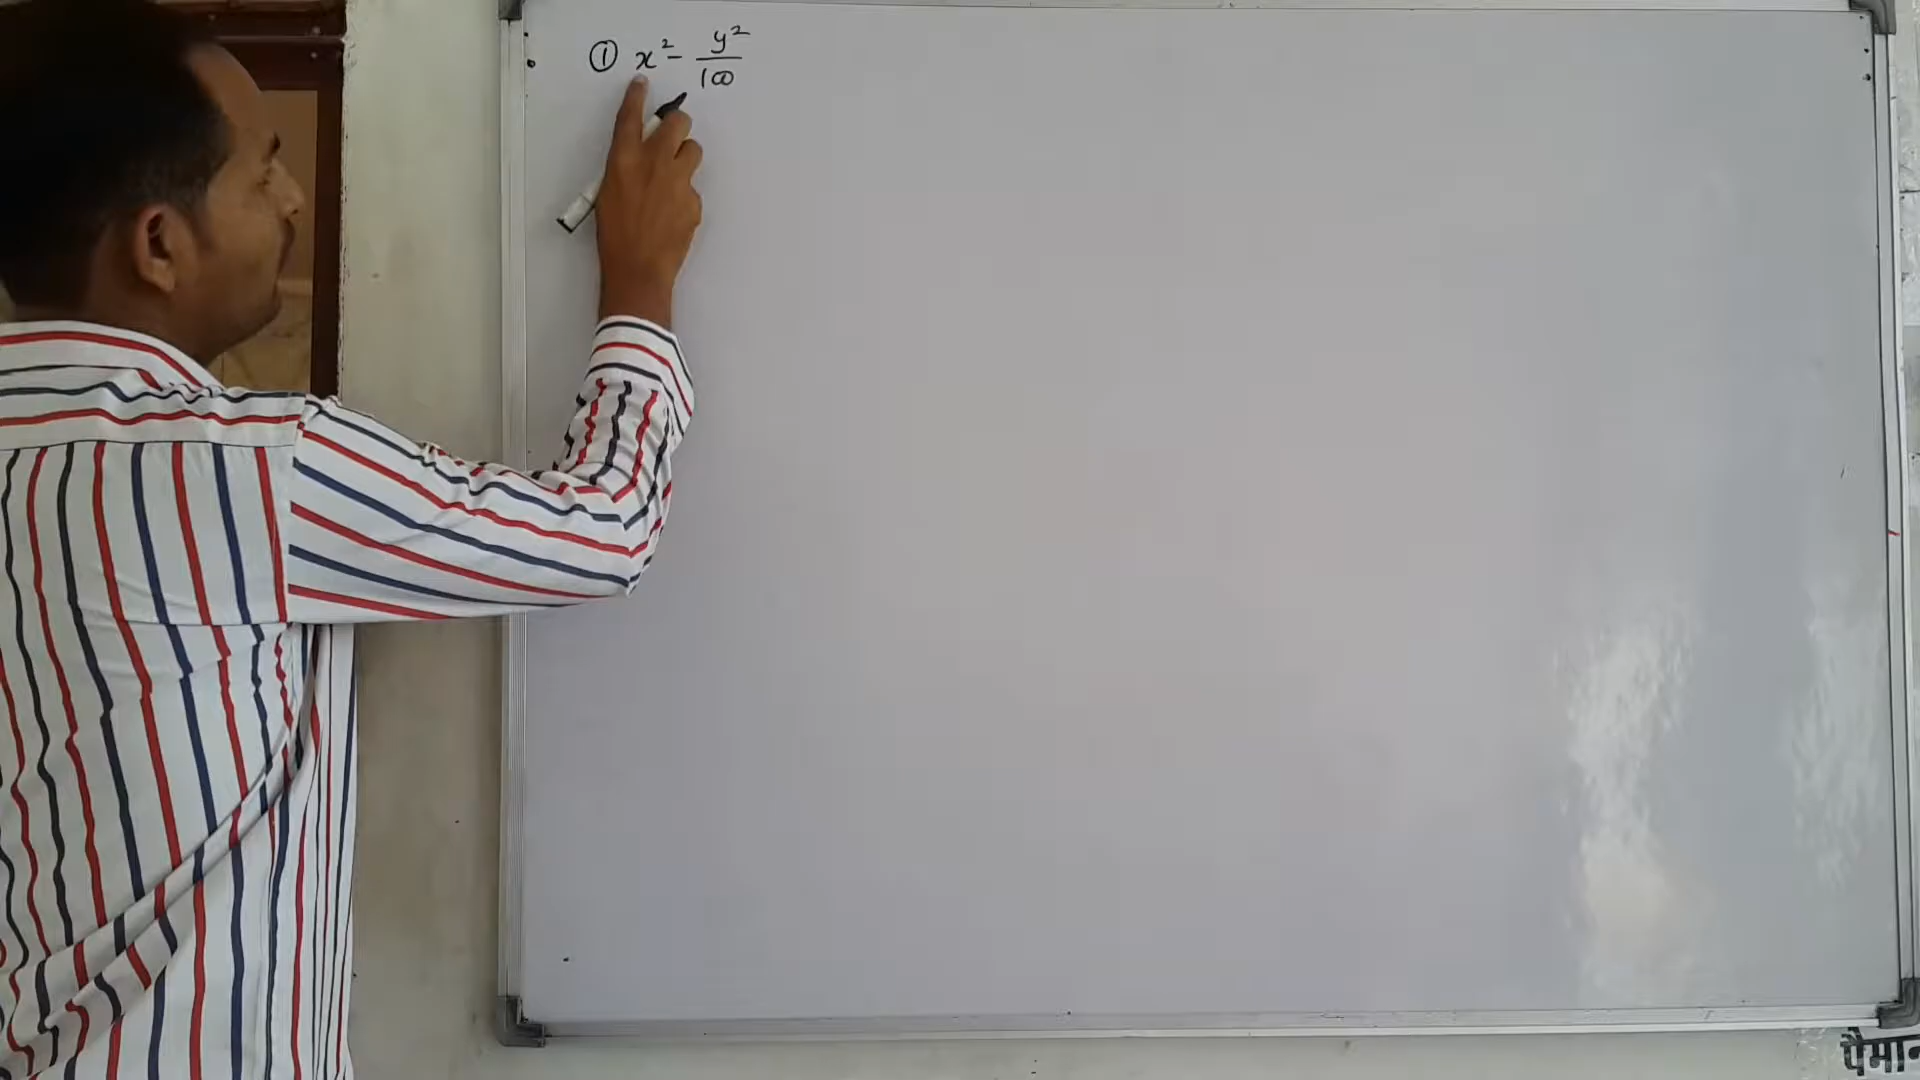 ① x² - y²/100